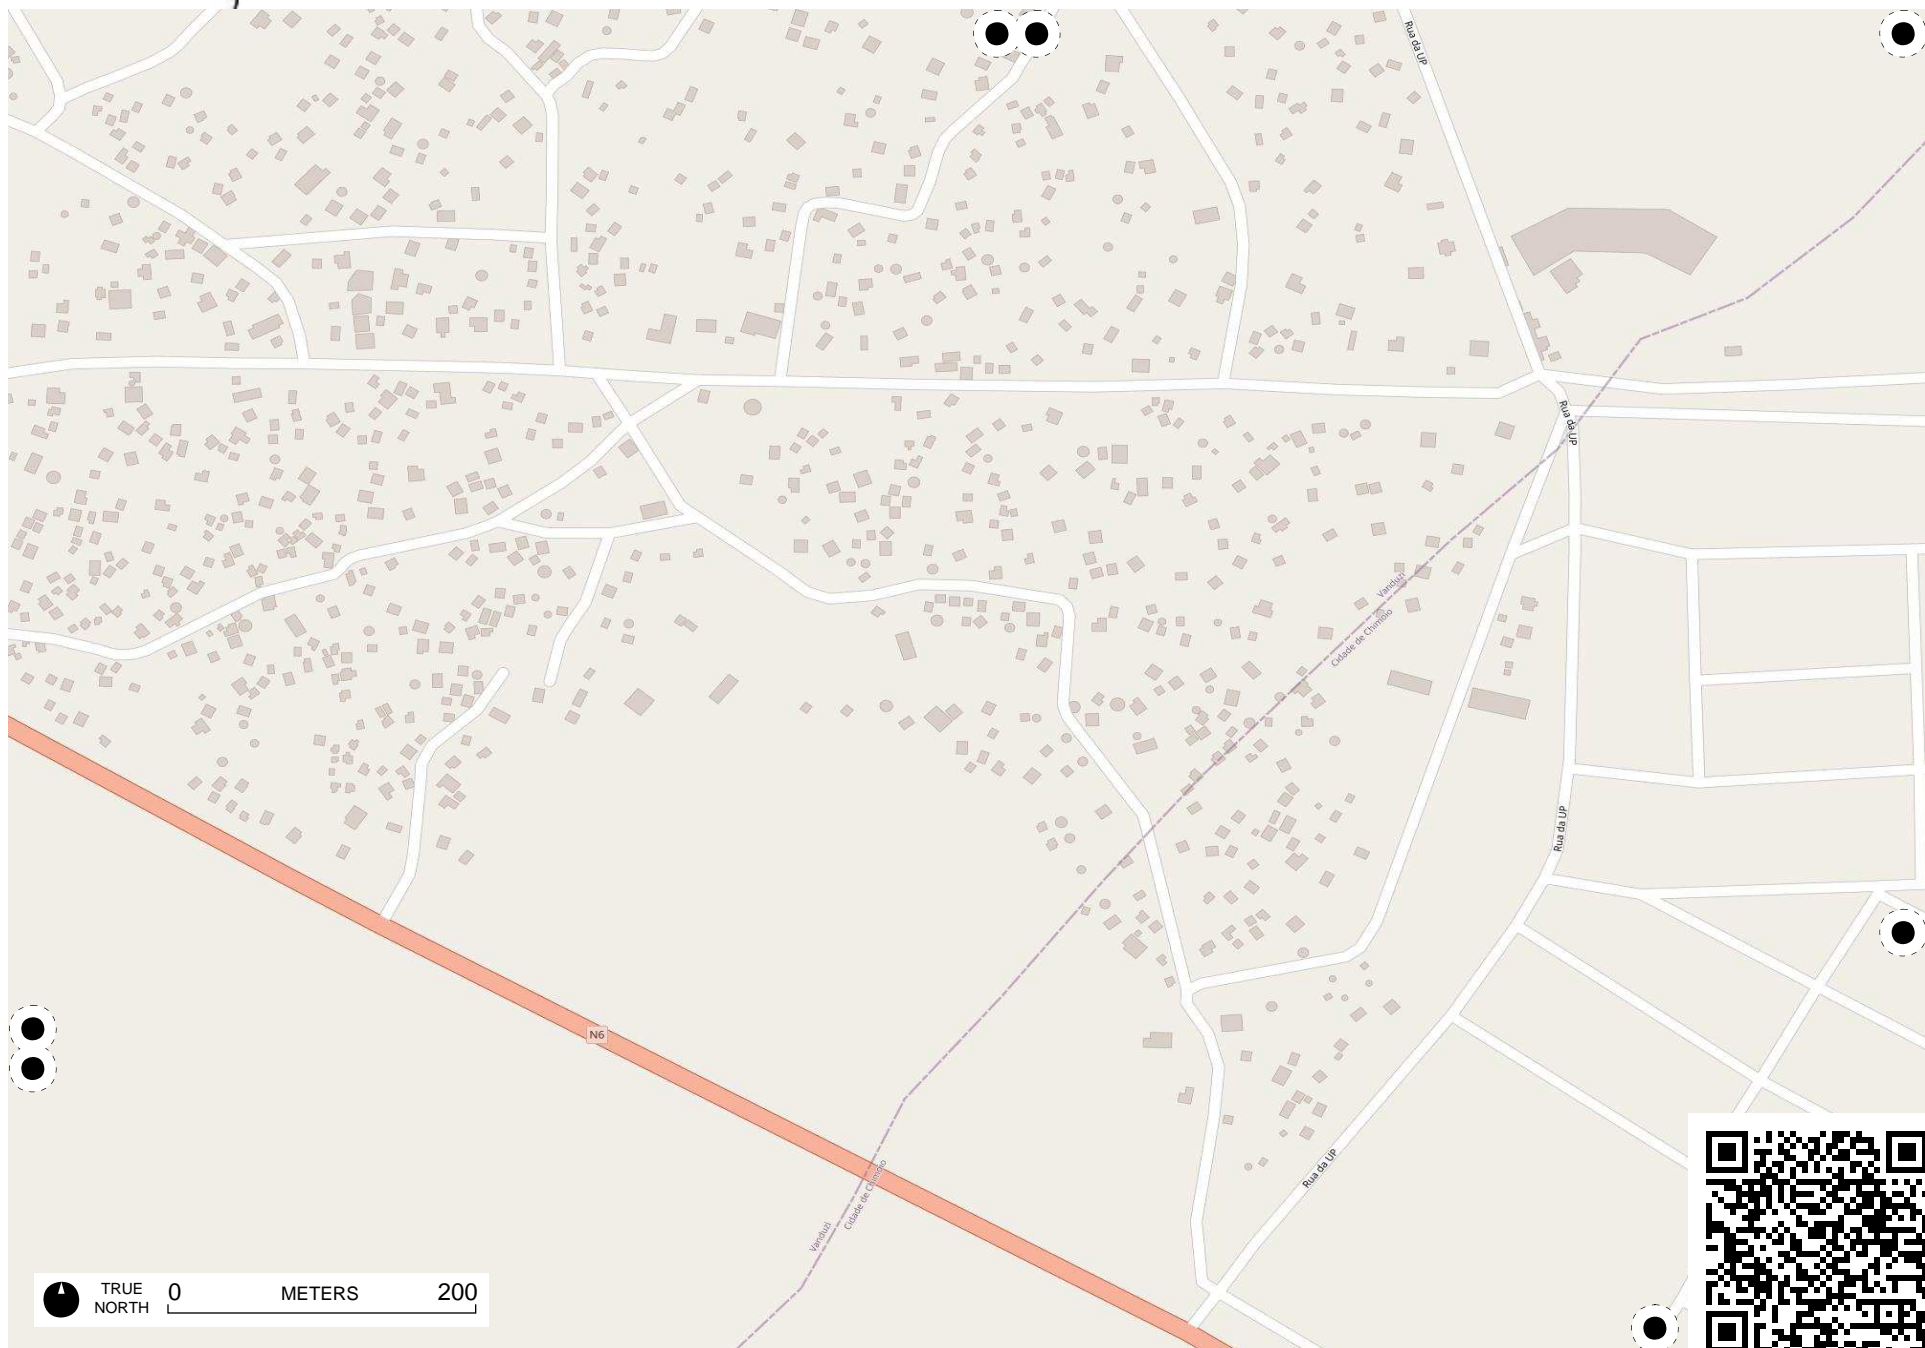 Rua da UP
Rua da UP
Vanduzi
Cidade de Chimoio
Rua da UP
N6
Rua da UP
Vanduzi
Cidade de Chimoio
TRUE NORTH
0 METERS 200